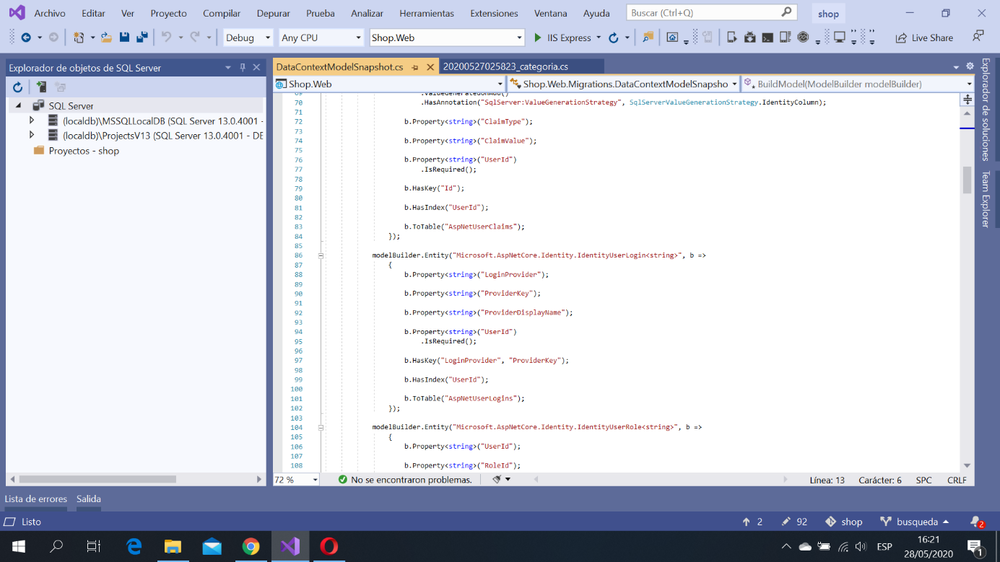 Archivo Editar Ver Proyecto Compilar Depurar Prueba Analizar Herramientas Extensiones Ventana Ayuda Buscar (Ctrl+Q) shop
Debug Any CPU Shop.Web IIS Express Live Share
Explorador de objetos de SQL Server
SQL Server
(localdb)\MSSQLLocalDB (SQL Server 13.0.4001 -
(localdb)\ProjectsV13 (SQL Server 13.0.4001 - DE
Proyectos - shop
DataContextModelSnapshot.cs 20200527025823_categoria.cs
Shop.Web Shop.Web.Migrations.DataContextModelSnapsho BuildModel(ModelBuilder modelBuilder)
69 .ValueGeneratedOnAdd()
70 .HasAnnotation("SqlServer:ValueGenerationStrategy", SqlServerValueGenerationStrategy.IdentityColumn);
71
72 b.Property<string>("ClaimType");
73
74 b.Property<string>("ClaimValue");
75
76 b.Property<string>("UserId")
77 .IsRequired();
78
79 b.HasKey("Id");
80
81 b.HasIndex("UserId");
82
83 b.ToTable("AspNetUserClaims");
84 });
85
86 modelBuilder.Entity("Microsoft.AspNetCore.Identity.IdentityUserLogin<string>", b =>
87 {
88 b.Property<string>("LoginProvider");
89
90 b.Property<string>("ProviderKey");
91
92 b.Property<string>("ProviderDisplayName");
93
94 b.Property<string>("UserId")
95 .IsRequired();
96
97 b.HasKey("LoginProvider", "ProviderKey");
98
99 b.HasIndex("UserId");
100
101 b.ToTable("AspNetUserLogins");
102 });
103
104 modelBuilder.Entity("Microsoft.AspNetCore.Identity.IdentityUserRole<string>", b =>
105 {
106 b.Property<string>("UserId");
107
108 b.Property<string>("RoleId");
72 % No se encontraron problemas. Línea: 13 Carácter: 6 SPC CRLF
Explorador de soluciones
Team Explorer
Lista de errores Salida
Listo 2 92 shop busqueda 2
ESP 16:21
28/05/2020 1